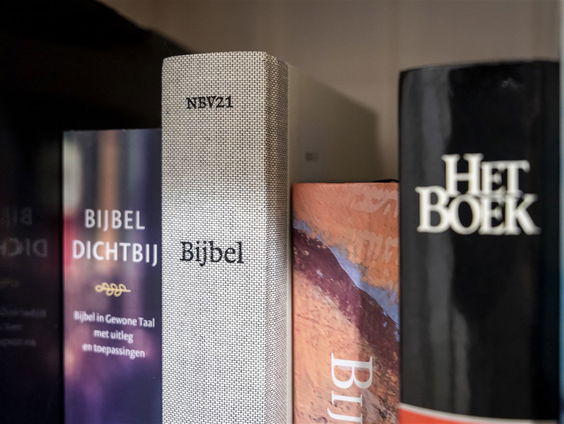 BIJBEL
DICHTBIJ
Bijbel in Gewone Taal
met uitleg
en toepassingen
NBV21
Bijbel
HET
BOEK